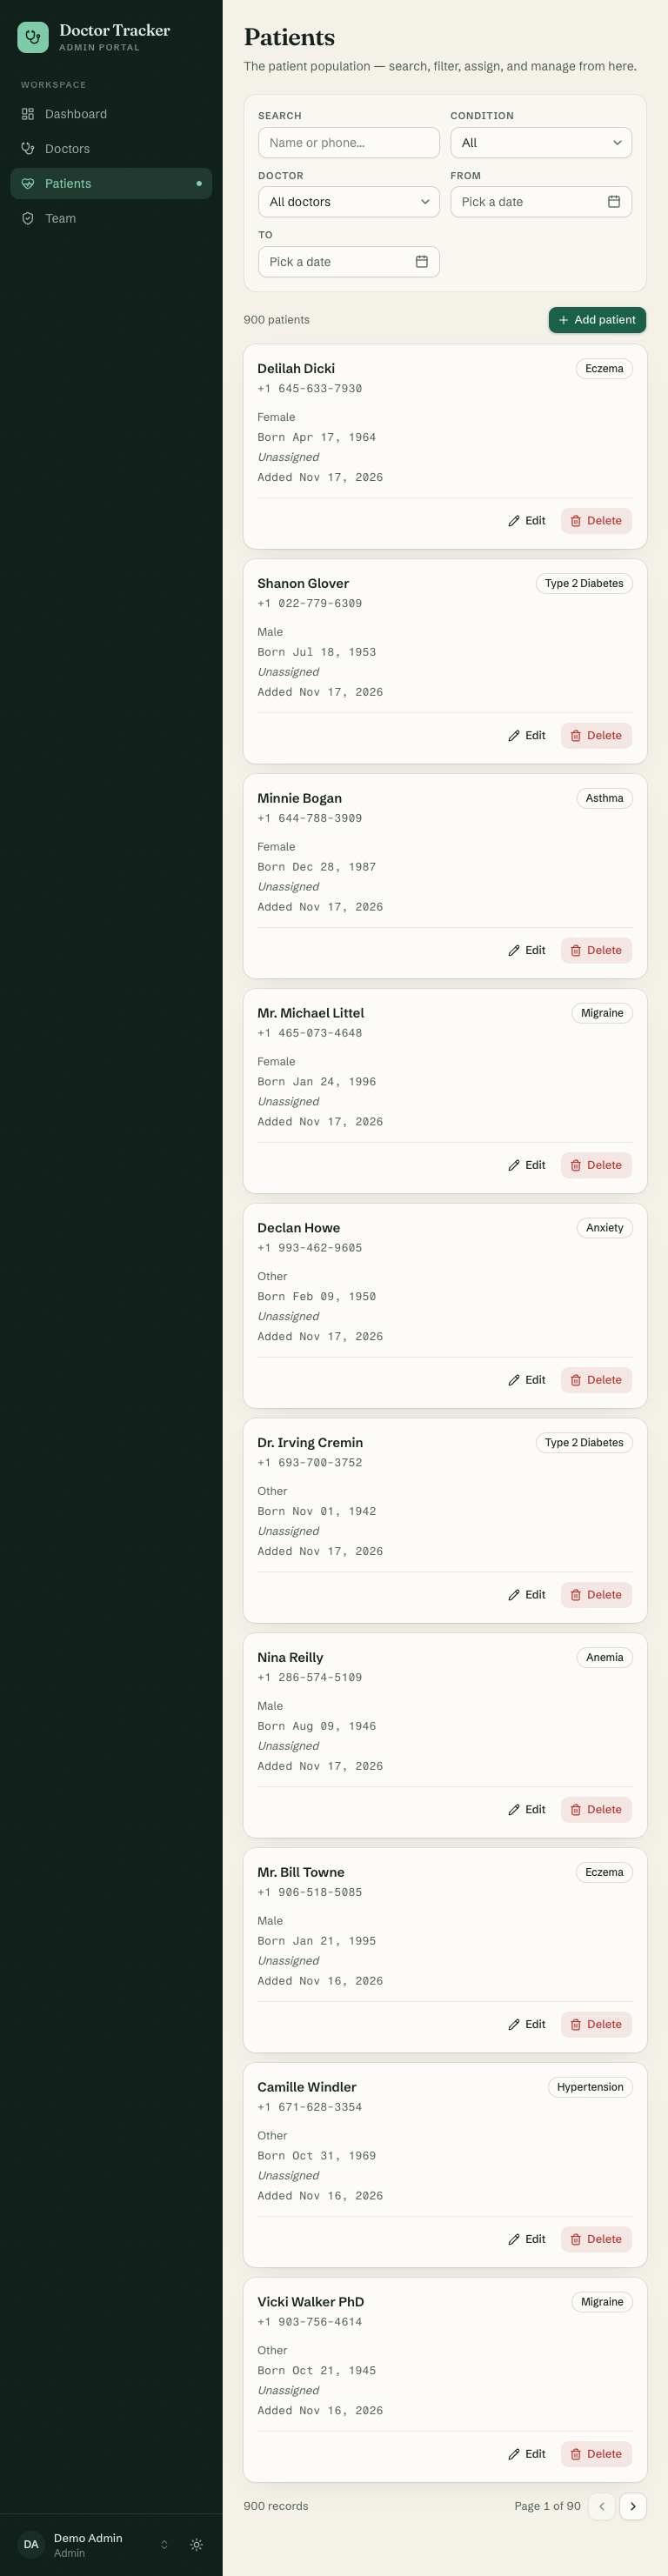 Doctor Tracker
ADMIN PORTAL
WORKSPACE
Dashboard
Doctors
Patients
Team
Patients
The patient population — search, filter, assign, and manage from here.
SEARCH
CONDITION
Name or phone...
All
DOCTOR
FROM
All doctors
Pick a date
TO
Pick a date
900 patients
Add patient
Delilah Dicki
Eczema
+1 645-633-7930
Female
Born Apr 17, 1964
Unassigned
Added Nov 17, 2026
Edit
Delete
Shanon Glover
Type 2 Diabetes
+1 022-779-6309
Male
Born Jul 18, 1953
Unassigned
Added Nov 17, 2026
Edit
Delete
Minnie Bogan
Asthma
+1 644-788-3909
Female
Born Dec 28, 1987
Unassigned
Added Nov 17, 2026
Edit
Delete
Mr. Michael Littel
Migraine
+1 465-073-4648
Female
Born Jan 24, 1996
Unassigned
Added Nov 17, 2026
Edit
Delete
Declan Howe
Anxiety
+1 993-462-9605
Other
Born Feb 09, 1950
Unassigned
Added Nov 17, 2026
Edit
Delete
Dr. Irving Cremin
Type 2 Diabetes
+1 693-700-3752
Other
Born Nov 01, 1942
Unassigned
Added Nov 17, 2026
Edit
Delete
Nina Reilly
Anemia
+1 286-574-5109
Male
Born Aug 09, 1946
Unassigned
Added Nov 17, 2026
Edit
Delete
Mr. Bill Towne
Eczema
+1 906-518-5085
Male
Born Jan 21, 1995
Unassigned
Added Nov 16, 2026
Edit
Delete
Camille Windler
Hypertension
+1 671-628-3354
Other
Born Oct 31, 1969
Unassigned
Added Nov 16, 2026
Edit
Delete
Vicki Walker PhD
Migraine
+1 903-756-4614
Other
Born Oct 21, 1945
Unassigned
Added Nov 16, 2026
Edit
Delete
900 records
Page 1 of 90
DA
Demo Admin
Admin